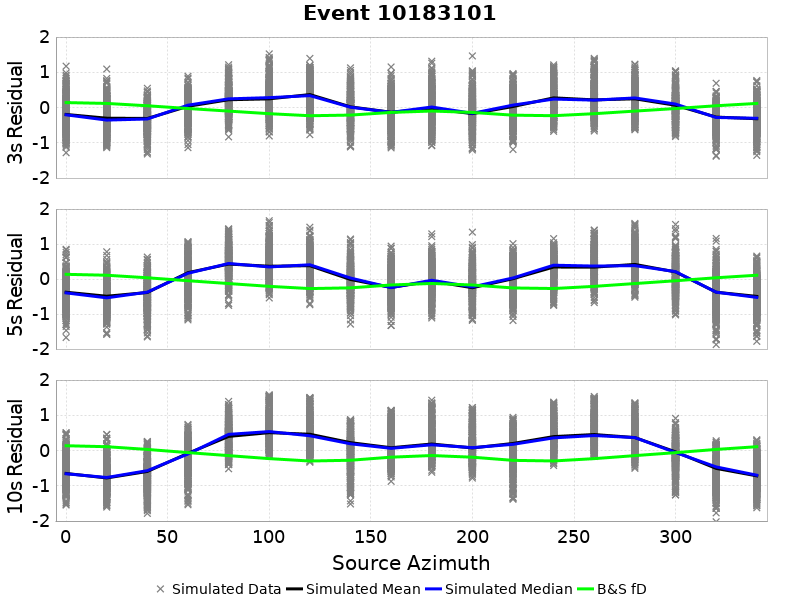 Event 10183101
3s Residual
2
1
0
-1
-2
5s Residual
2
1
0
-1
-2
10s Residual
2
1
0
-1
-2
0 50 100 150 200 250 300
Source Azimuth
Simulated Data Simulated Mean Simulated Median B&S fD